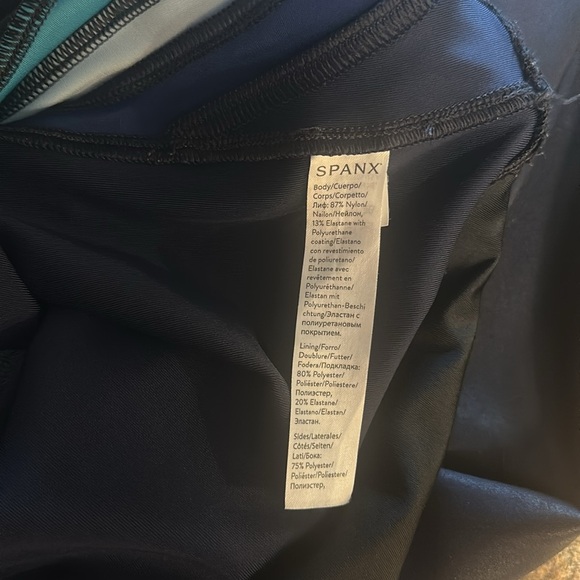 SPANX
Body/Cuerpo/
Corps/Corpetto/
Лиф: 87% Nylon/
Nailon/Нейлон,
13% Elastane with
Polyurethane
coating/Elastano
con revestimiento
de poliuretano/
Elastane avec
revêtement en
Polyuréthanne/
Elastan mit
Polyurethan-Beschi
chtung/Эластан с
полиуретановым
покрытием.
Lining/Forro/
Doublure/Futter/
Fodera/Подкладка:
80% Polyester/
Poliéster/Poliestere/
Полиэстер,
20% Elastane/
Elastano/Elasten/
Эластан.
Sides/Laterales/
Côtés/Seiten/
Lati/Бока:
75% Polyester/
Poliéster/Poliestere/
Полиэстер,